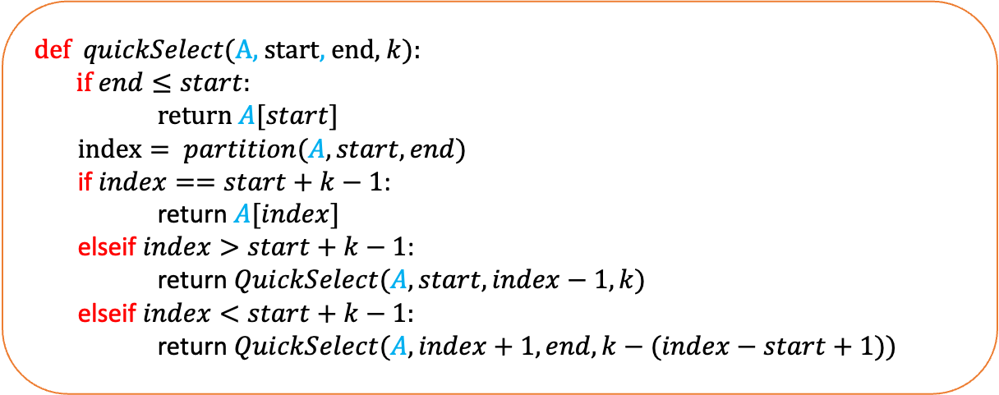 def quickSelect(A, start, end, k):
if end ≤ start:
return A[start]
index = partition(A, start, end)
if index == start + k − 1:
return A[index]
elseif index > start + k − 1:
return QuickSelect(A, start, index − 1, k)
elseif index < start + k − 1:
return QuickSelect(A, index + 1, end, k − (index − start + 1))